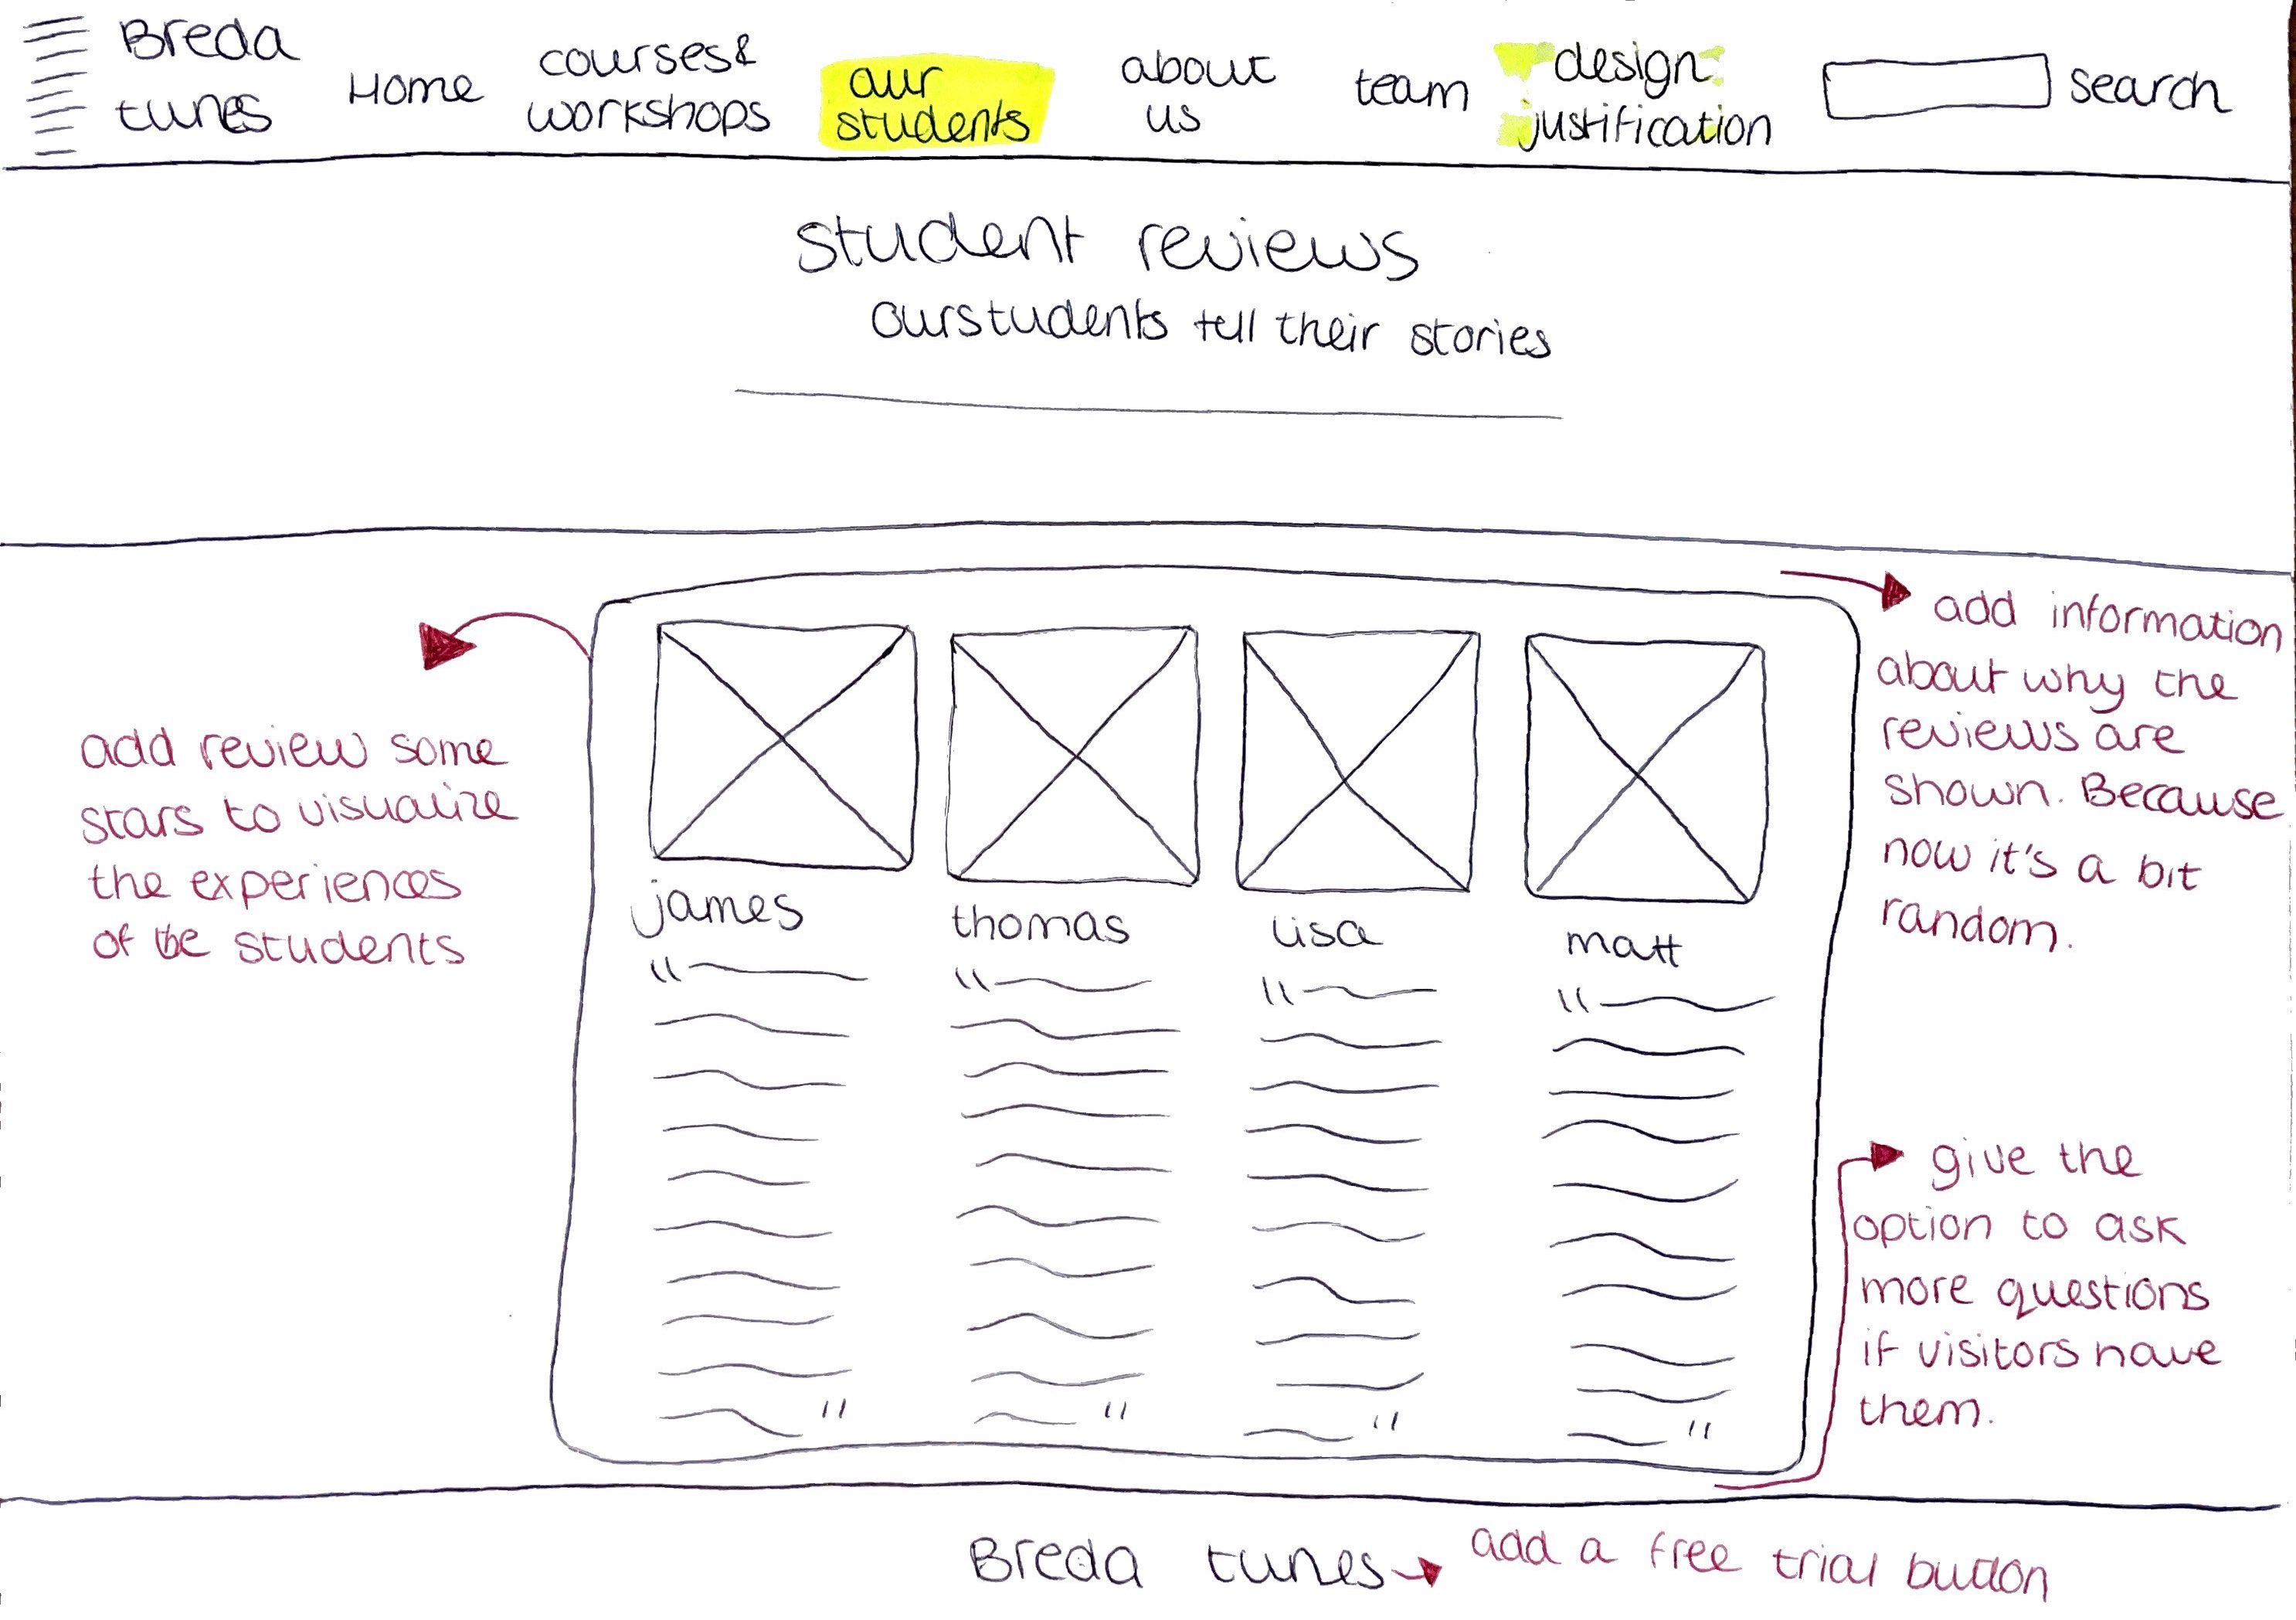 Breda
tunes
Home
courses&
workshops
our
students
about
us
team
design
justification
search
student reviews
our students tell their stories
add information
about why the
reviews are
shown. Because
now it's a bit
random.
add review some
stars to visualize
the experiences
of the students
james
thomas
lisa
matt
give the
option to ask
more questions
if visitors have
them.
Breda tunes
add a free trial button